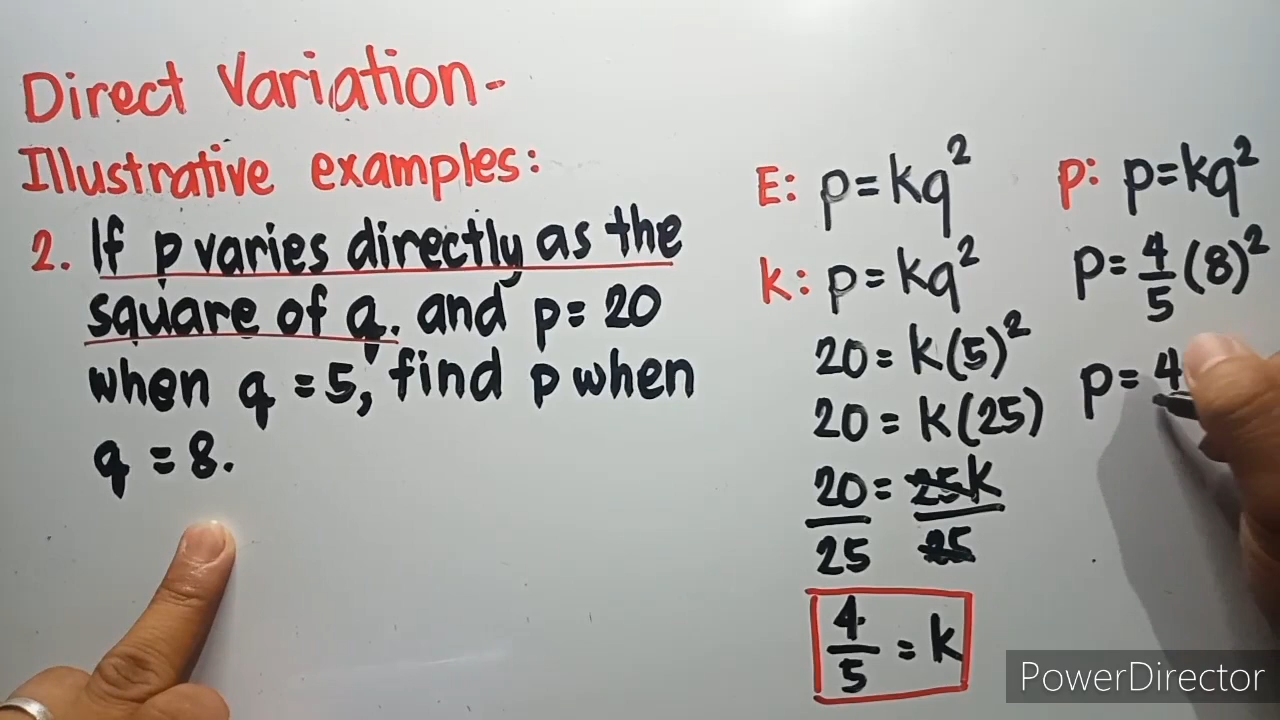 Direct Variation-
Illustrative examples:
2. If p varies directly as the
square of q. and p=20
when q=5, find p when
q=8.
E: p=kq²
k: p=kq²
20=k(5)²
20=k(25)
20=25k
25 25
4
5 =k
p: p=kq²
p=4
5 (8)²
p=4
PowerDirector